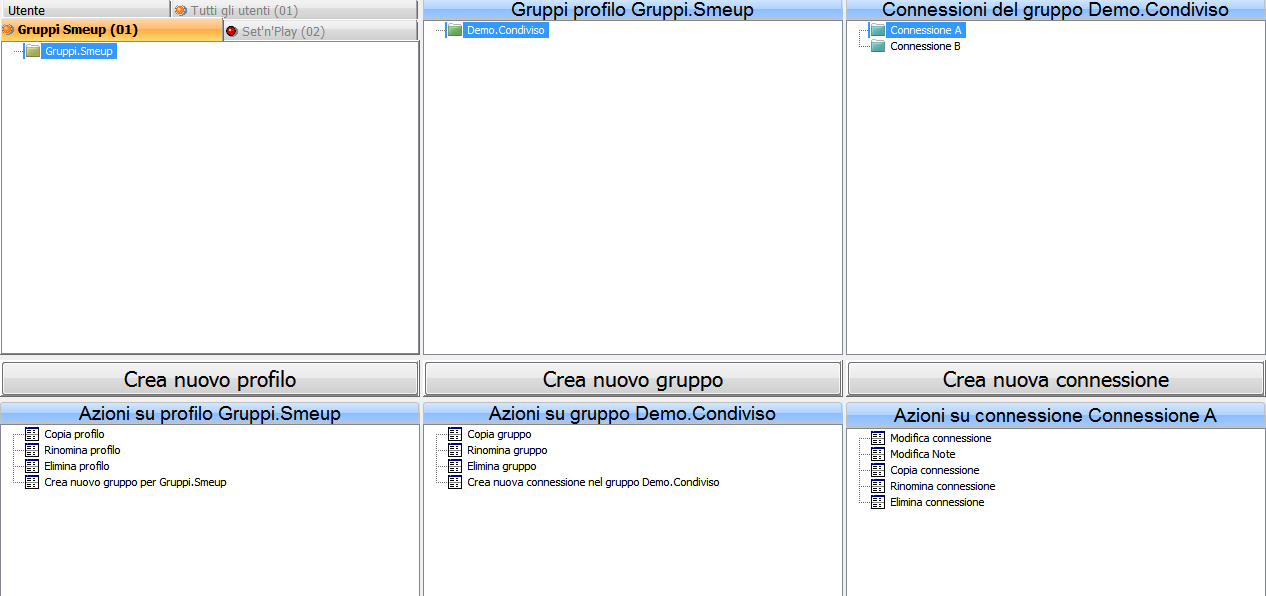 Utente
Tutti gli utenti (01)
Gruppi Smeup (01)
Set'n'Play (02)
Gruppi.Smeup
Gruppi profilo Gruppi.Smeup
Demo.Condiviso
Connessioni del gruppo Demo.Condiviso
Connessione A
Connessione B
Crea nuovo profilo
Crea nuovo gruppo
Crea nuova connessione
Azioni su profilo Gruppi.Smeup
Copia profilo
Rinomina profilo
Elimina profilo
Crea nuovo gruppo per Gruppi.Smeup
Azioni su gruppo Demo.Condiviso
Copia gruppo
Rinomina gruppo
Elimina gruppo
Crea nuova connessione nel gruppo Demo.Condiviso
Azioni su connessione Connessione A
Modifica connessione
Modifica Note
Copia connessione
Rinomina connessione
Elimina connessione